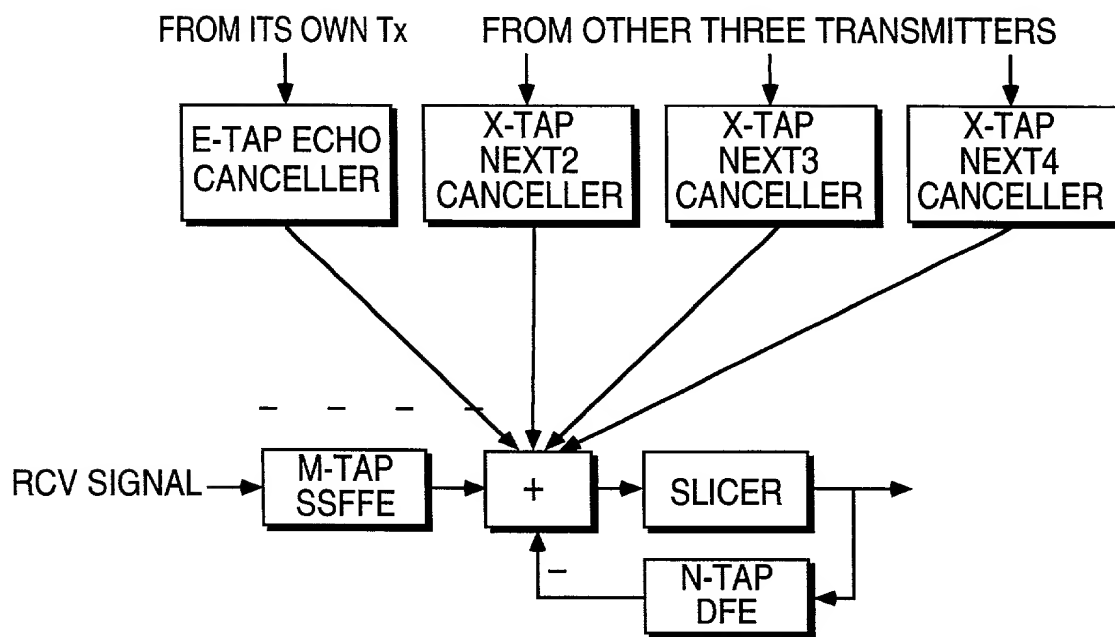 FROM ITS OWN Tx
FROM OTHER THREE TRANSMITTERS
E-TAP ECHO
CANCELLER
X-TAP
NEXT2
CANCELLER
X-TAP
NEXT3
CANCELLER
X-TAP
NEXT4
CANCELLER
– – – –
RCV SIGNAL
M-TAP
SSFFE
+
SLICER
–
N-TAP
DFE